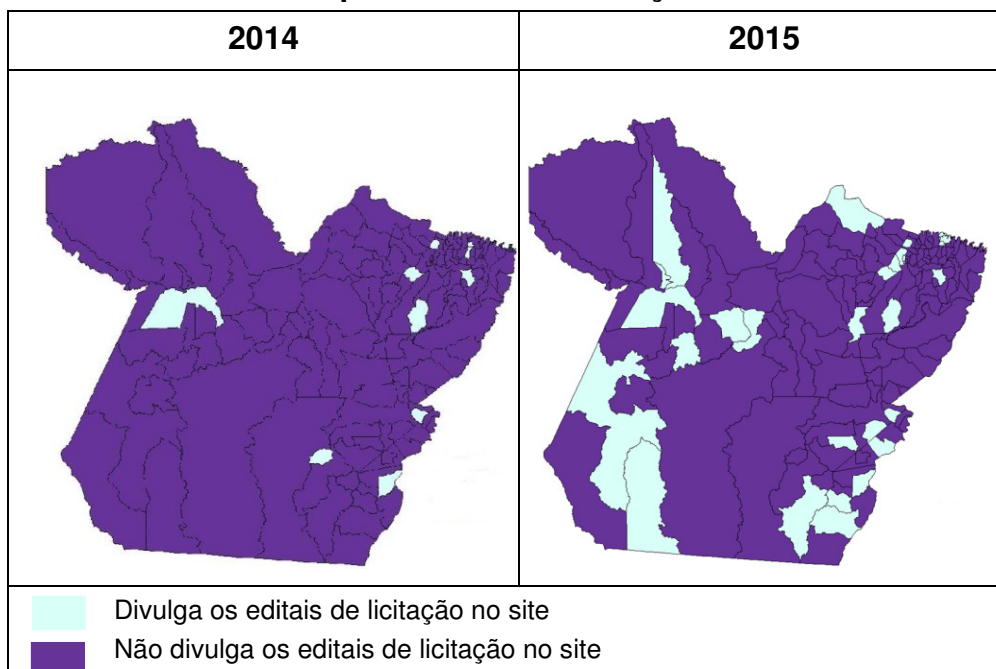 2014
2015
Divulga os editais de licitação no site
Não divulga os editais de licitação no site